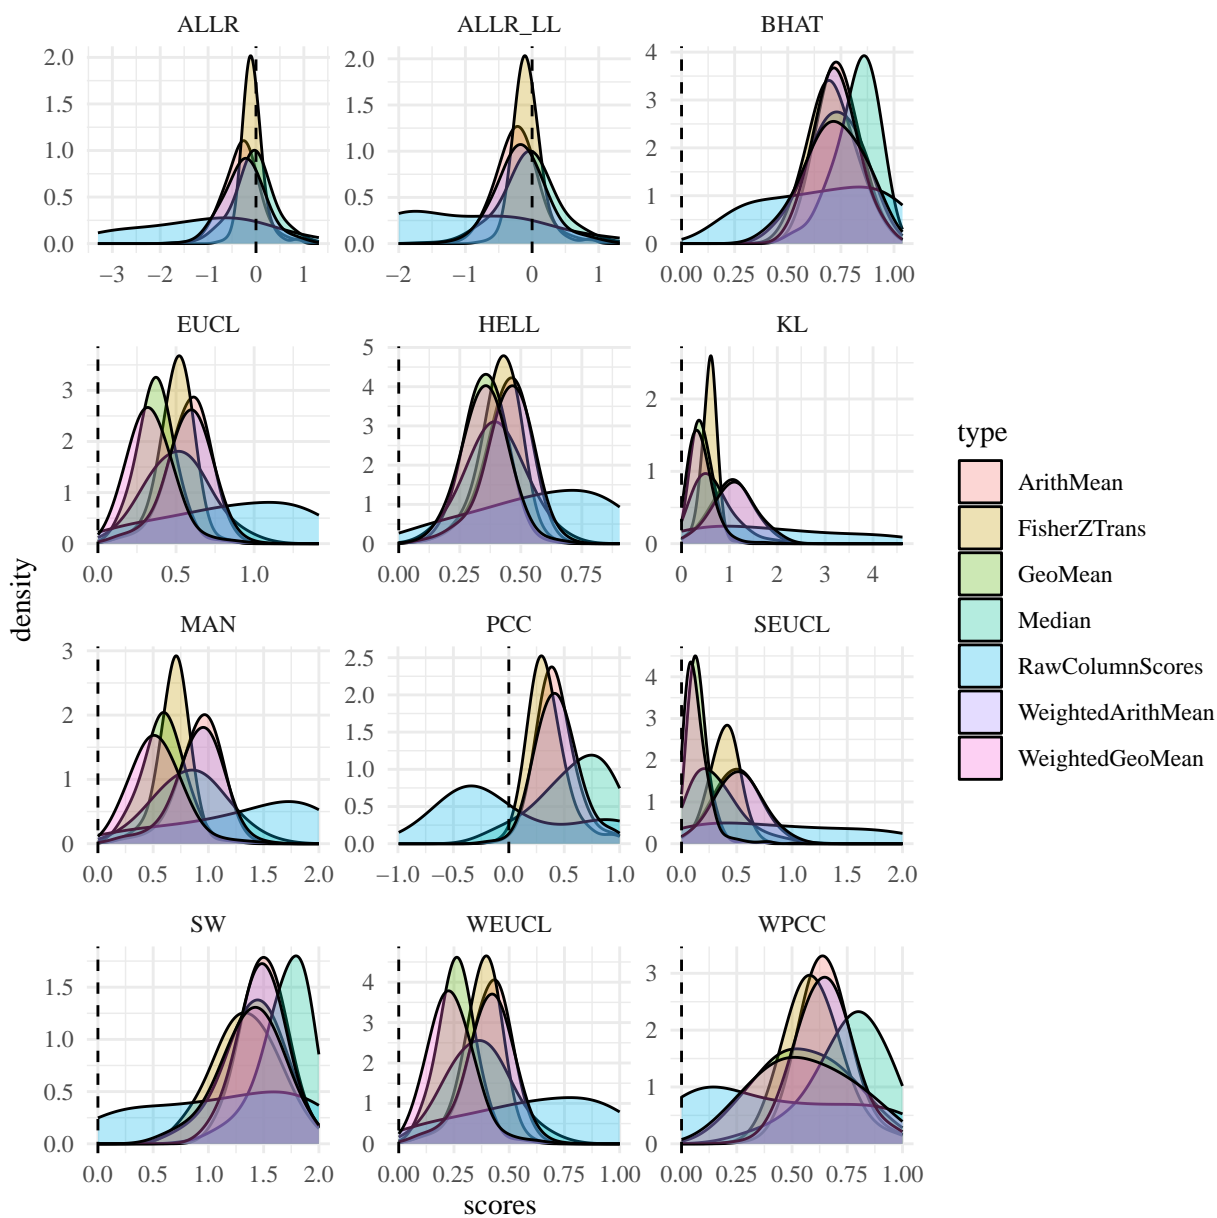 ALLR ALLR_LL BHAT
2.0 1.5 1.0 0.5 0.0
−3 −2 −1 0 1
2.0 1.5 1.0 0.5 0.0
−2 −1 0 1
4 3 2 1 0
0.00 0.25 0.50 0.75 1.00
EUCL HELL KL
3 2 1 0
0.0 0.5 1.0
5 4 3 2 1 0
0.00 0.25 0.50 0.75
2 1 0
0 1 2 3 4
MAN PCC SEUCL
3 2 1 0
0.0 0.5 1.0 1.5 2.0
2.5 2.0 1.5 1.0 0.5 0.0
−1.0 −0.5 0.0 0.5 1.0
4 3 2 1 0
0.0 0.5 1.0 1.5 2.0
SW WEUCL WPCC
1.5 1.0 0.5 0.0
0.0 0.5 1.0 1.5 2.0
4 3 2 1 0
0.00 0.25 0.50 0.75 1.00
3 2 1 0
0.00 0.25 0.50 0.75 1.00
density
scores
type
ArithMean
FisherZTrans
GeoMean
Median
RawColumnScores
WeightedArithMean
WeightedGeoMean